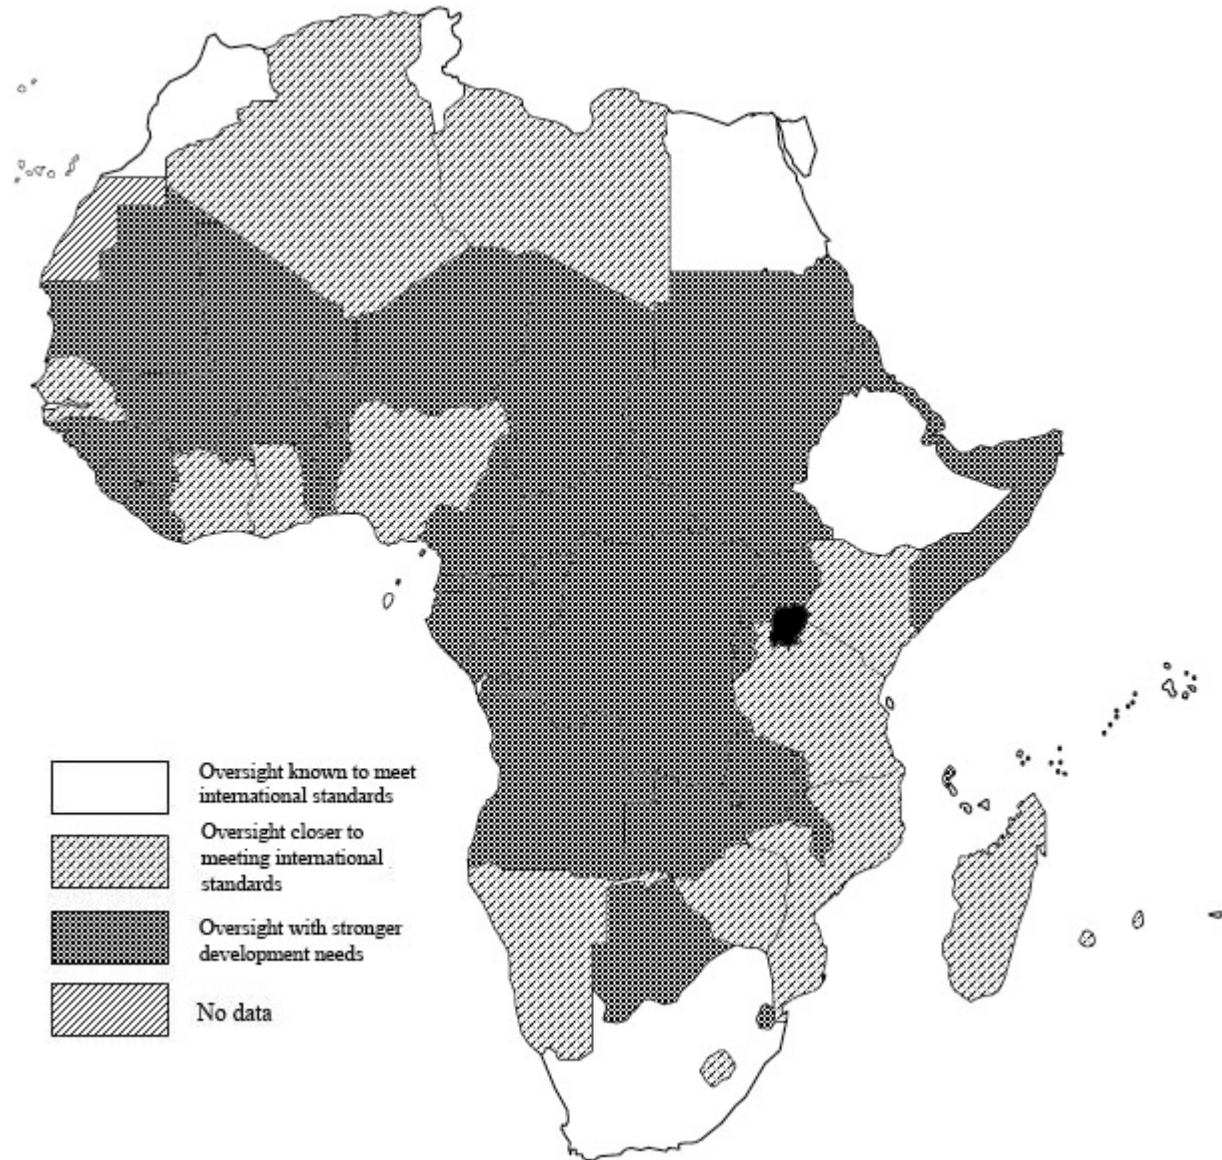 Oversight known to meet
international standards
Oversight closer to
meeting international
standards
Oversight with stronger
development needs
No data